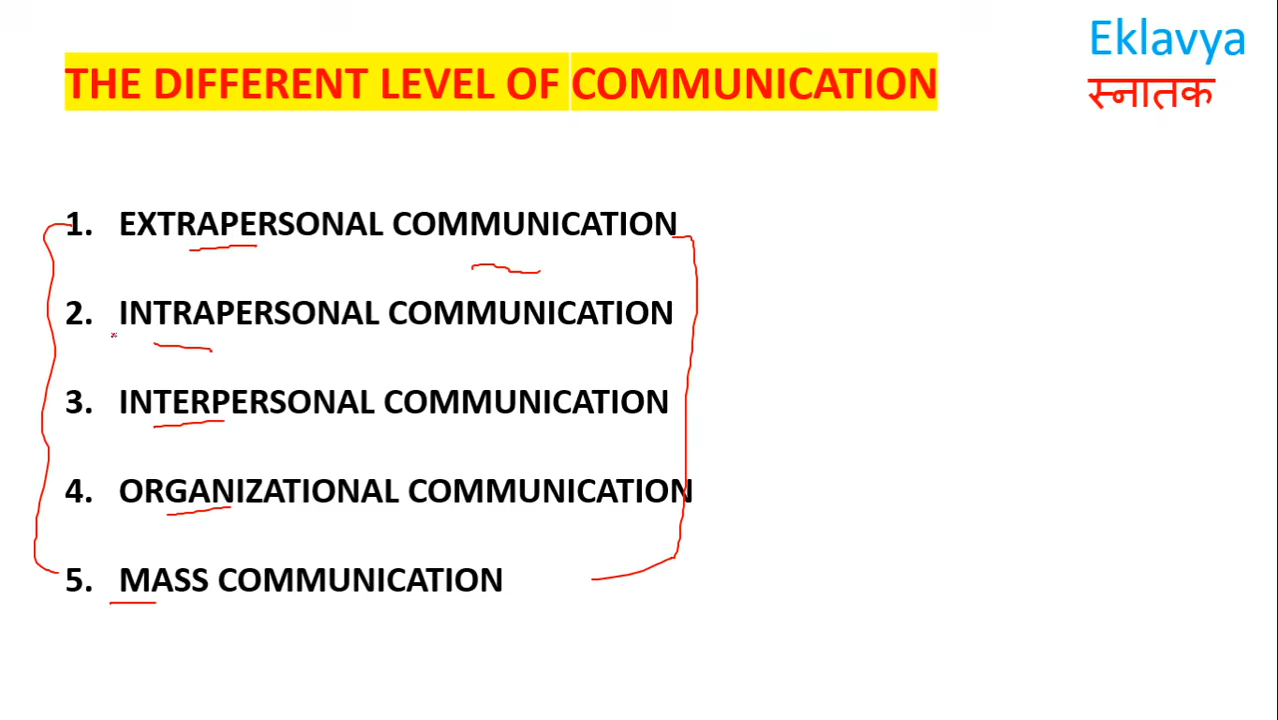 Eklavya
स्नातक
THE DIFFERENT LEVEL OF COMMUNICATION
1. EXTRAPERSONAL COMMUNICATION
2. INTRAPERSONAL COMMUNICATION
3. INTERPERSONAL COMMUNICATION
4. ORGANIZATIONAL COMMUNICATION
5. MASS COMMUNICATION